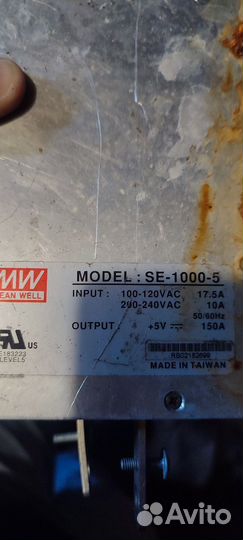 MW
EAN WELL
MODEL : SE-1000-5
INPUT : 100-120VAC 17.5A
200-240VAC 10A
50/60Hz
OUTPUT : +5V 150A
US
E183223
LEVEL5
MADE IN TAIWAN
Avito